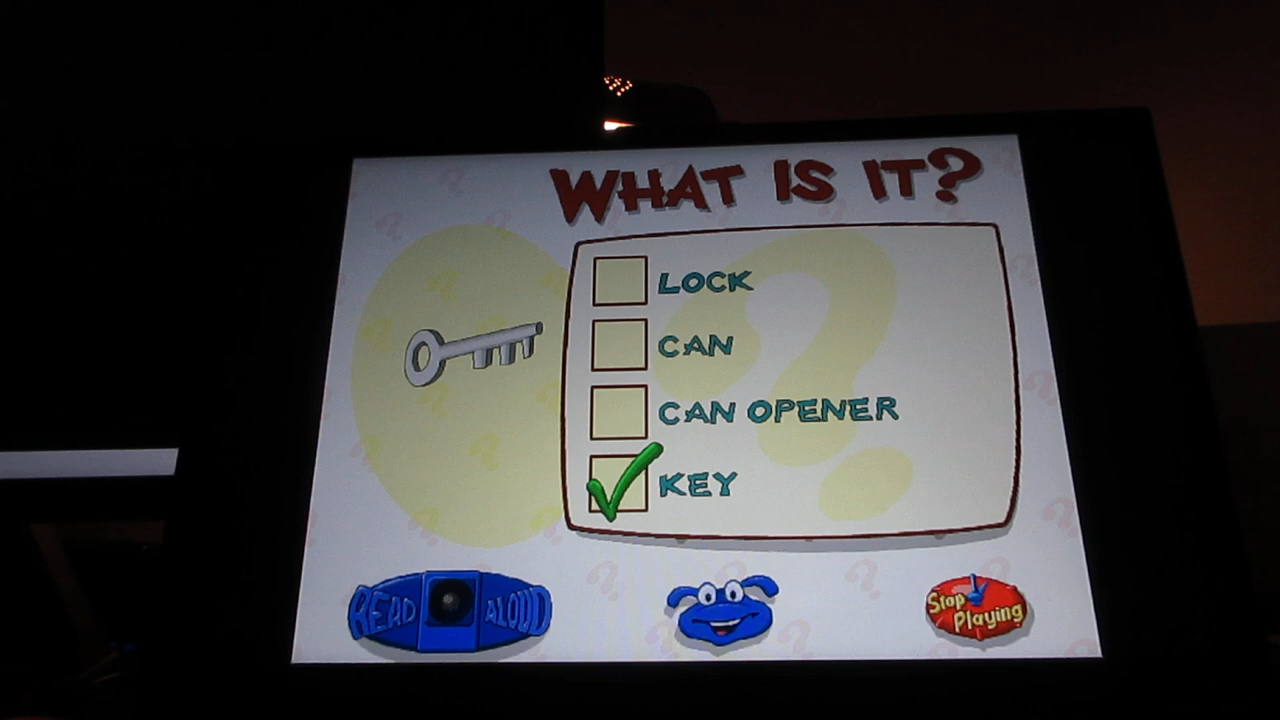 WHAT IS IT?
LOCK
CAN
CAN OPENER
KEY
READ ALOUD
Stop
Playing